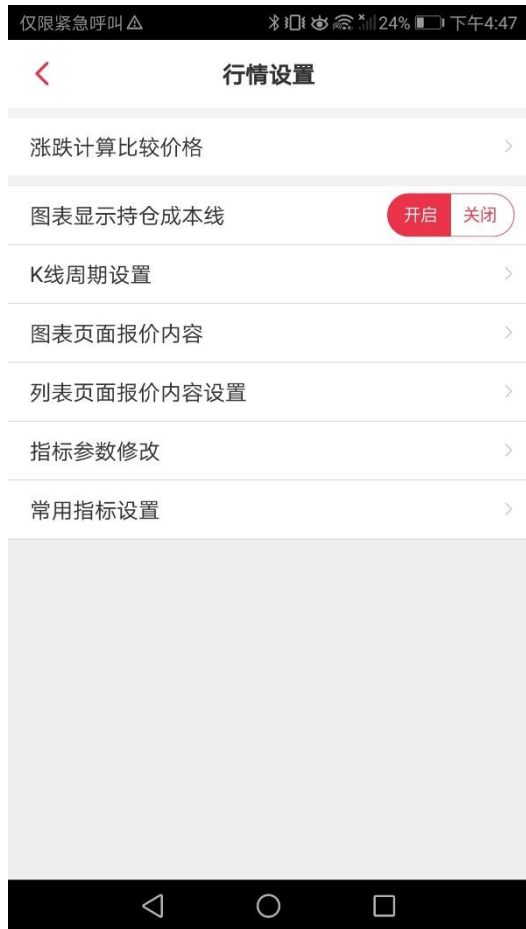 仅限紧急呼叫 24% 下午4:47
行情设置
涨跌计算比较价格
图表显示持仓成本线 开启 关闭
K线周期设置
图表页面报价内容
列表页面报价内容设置
指标参数修改
常用指标设置